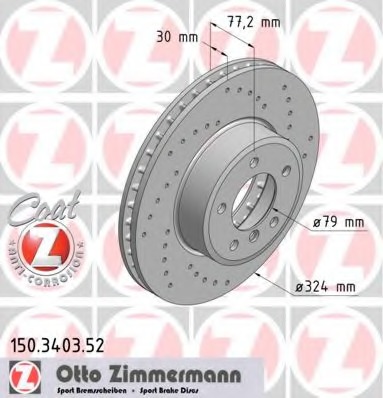 77,2 mm
30 mm
ø79 mm
ø324 mm
Coat
Z
ANTI-CORROSION
150.3403.52
Z
Otto Zimmermann
Sport Bremsscheiben • Sport Brake Discs